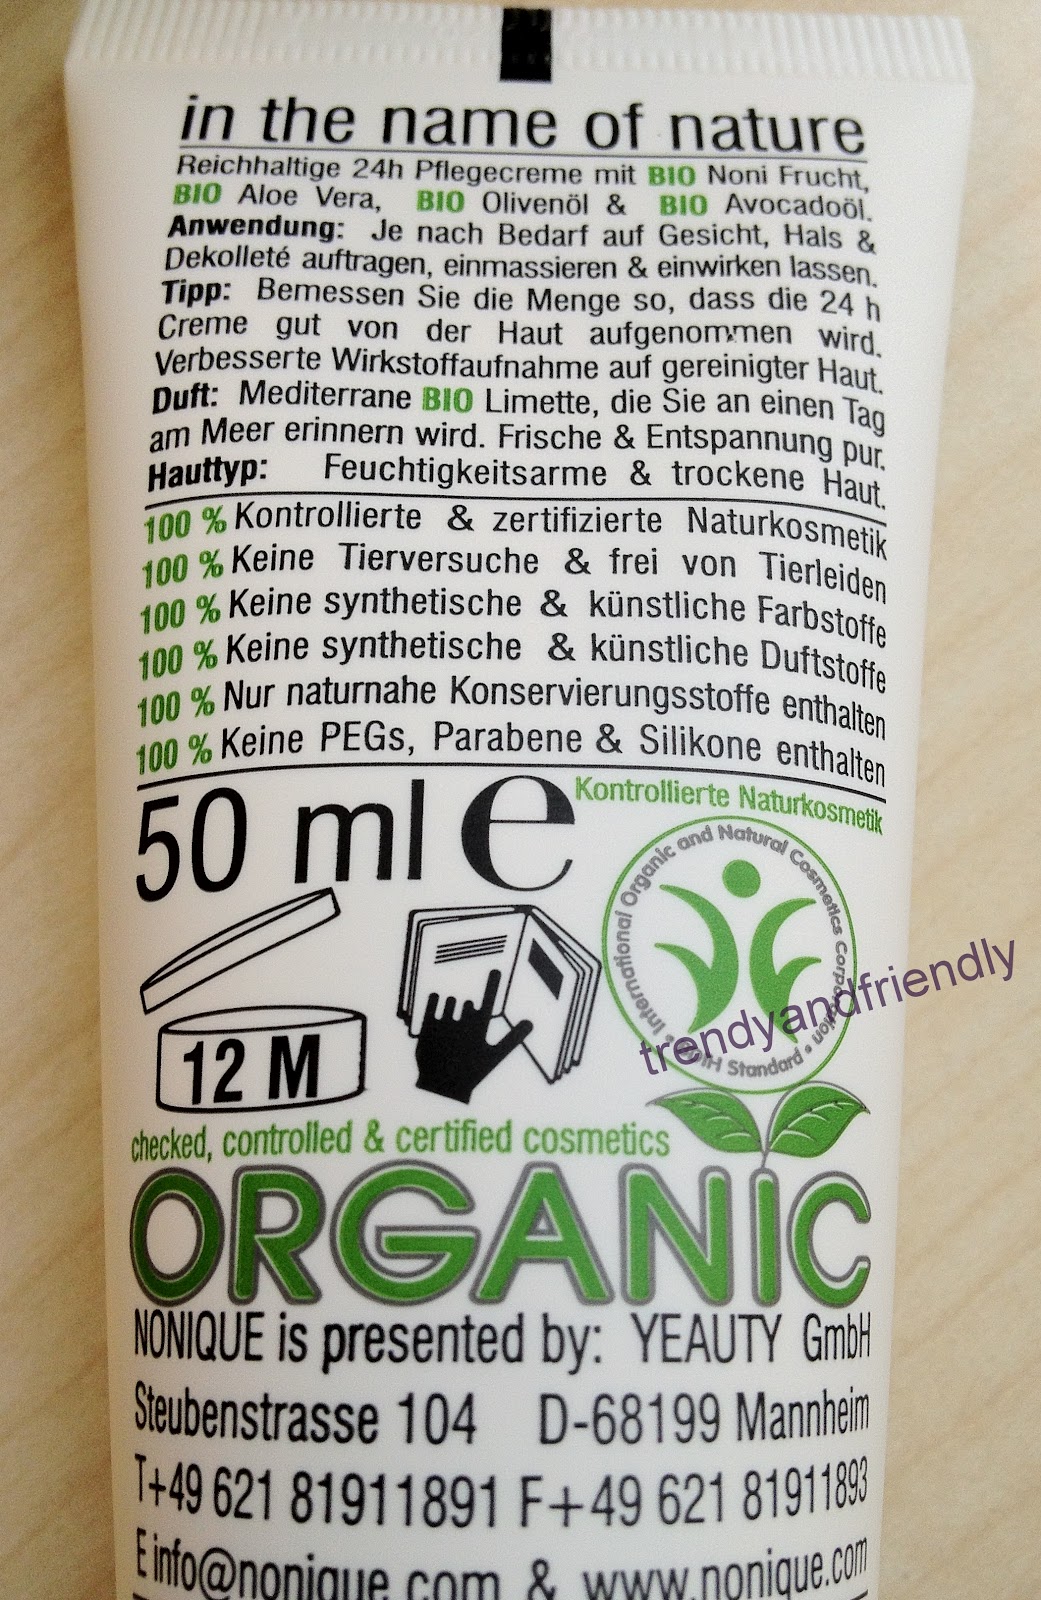 in the name of nature
Reichhaltige 24h Pflegecreme mit BIO Noni Frucht,
BIO Aloe Vera, BIO Olivenöl & BIO Avocadoöl.
Anwendung: Je nach Bedarf auf Gesicht, Hals &
Dekolleté auftragen, einmassieren & einwirken lassen.
Tipp: Bemessen Sie die Menge so, dass die 24 h
Creme gut von der Haut aufgenommen wird.
Verbesserte Wirkstoffaufnahme auf gereinigter Haut.
Duft: Mediterrane BIO Limette, die Sie an einen Tag
am Meer erinnern wird. Frische & Entspannung pur.
Hauttyp: Feuchtigkeitsarme & trockene Haut.
100 % Kontrollierte & zertifizierte Naturkosmetik
100 % Keine Tierversuche & frei von Tierleiden
100 % Keine synthetische & künstliche Farbstoffe
100 % Keine synthetische & künstliche Duftstoffe
100 % Nur naturnahe Konservierungsstoffe enthalten
100 % Keine PEGs, Parabene & Silikone enthalten
50 ml e
Kontrollierte Naturkosmetik
International Organic and Natural Cosmetics Corporation •
Standard •
trendyandfriendly
12 M
checked, controlled & certified cosmetics
ORGANIC
NONIQUE is presented by: YEAUTY GmbH
Steubenstrasse 104 D-68199 Mannheim
T+49 621 81911891 F+49 621 81911893
E info@nonique.com & www.nonique.com